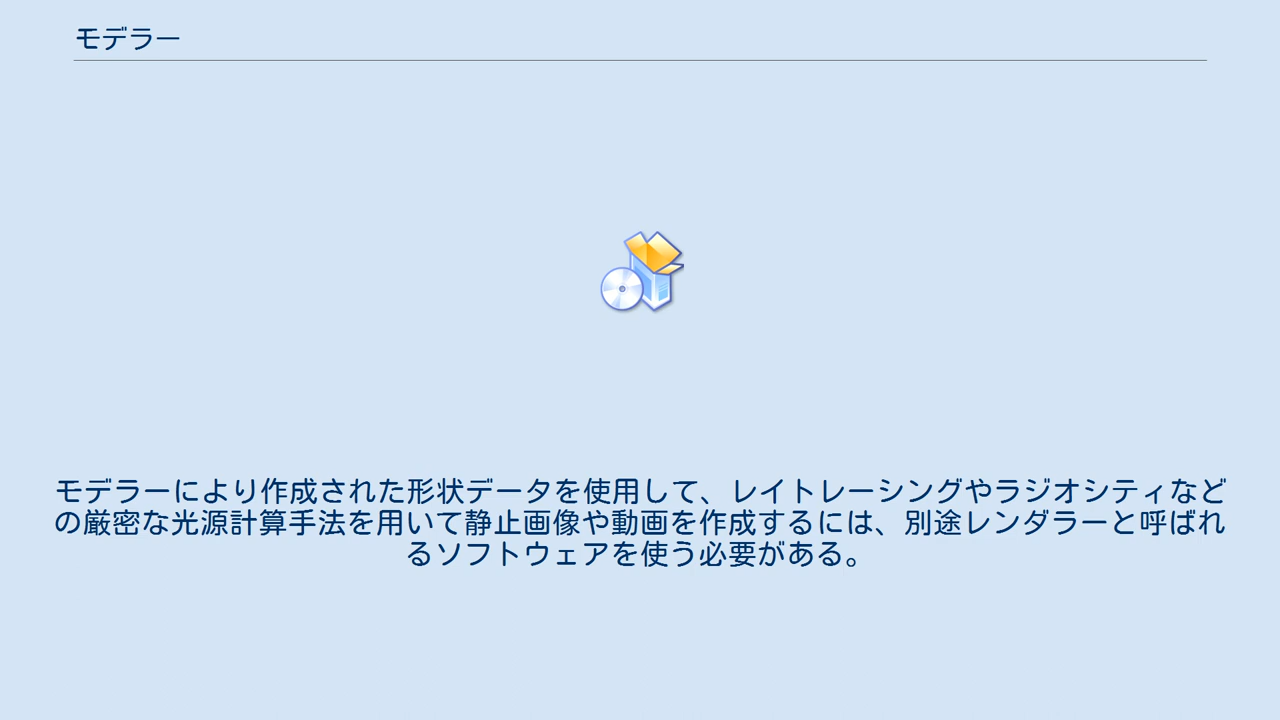 モデラー
モデラーにより作成された形状データを使用して、レイトレーシングやラジオシティなど
の厳密な光源計算手法を用いて静止画像や動画を作成するには、別途レンダラーと呼ばれ
るソフトウェアを使う必要がある。